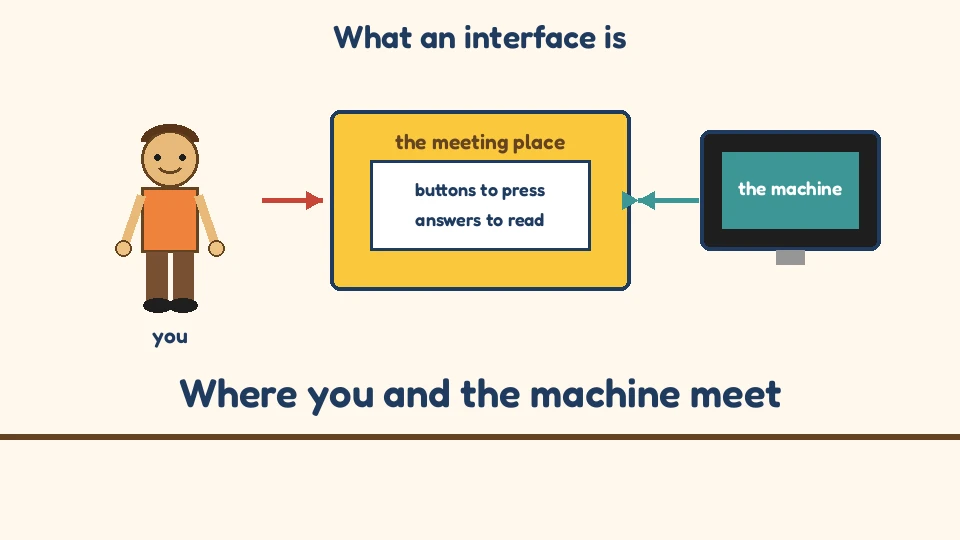 What an interface is
the meeting place
buttons to press
answers to read
the machine
you
Where you and the machine meet